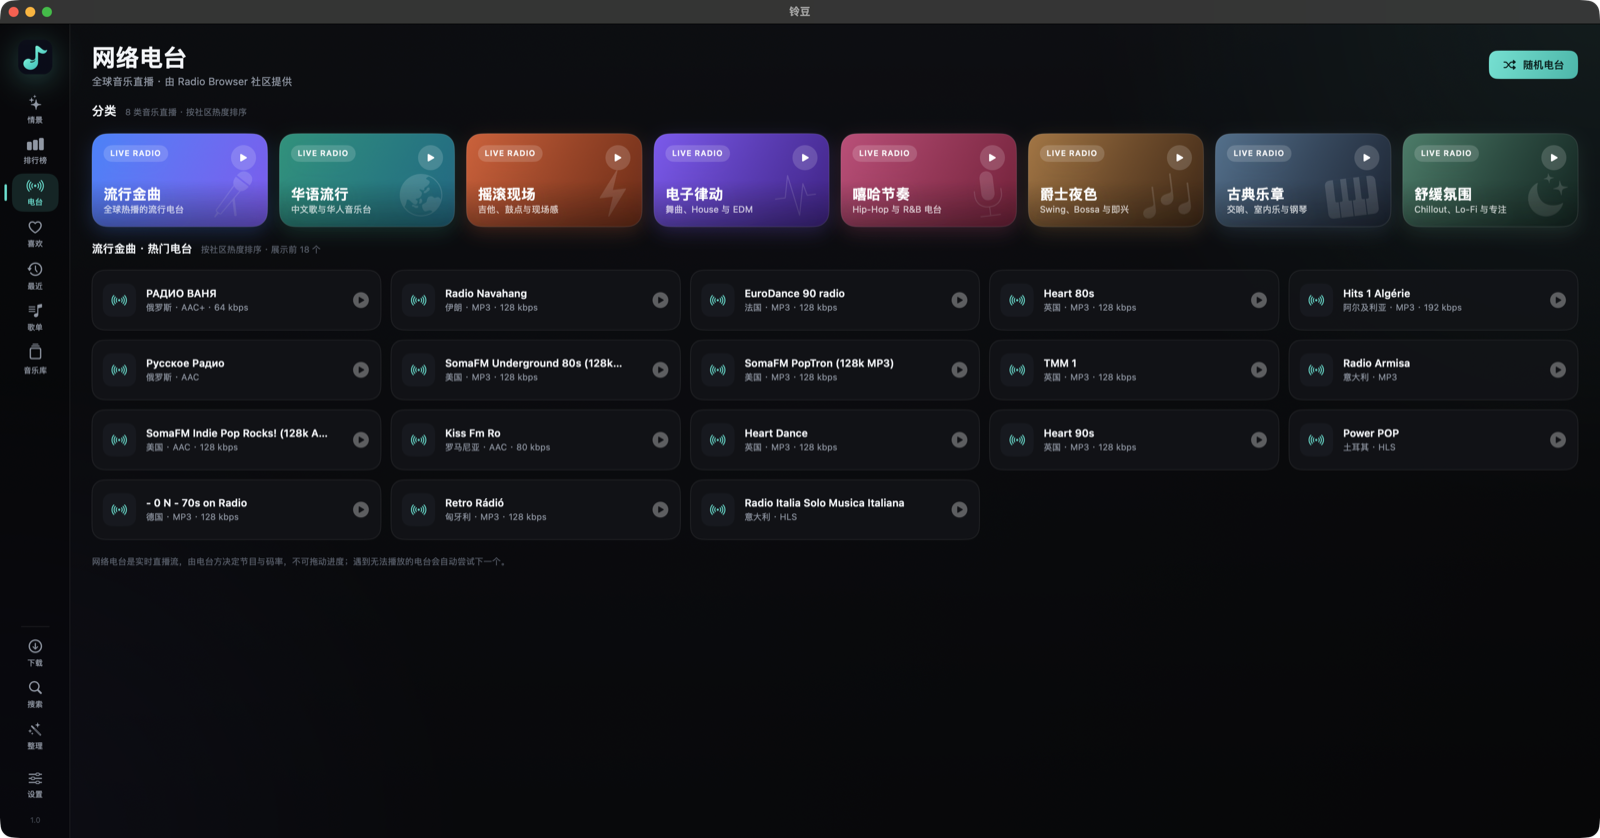 铃豆
情景
排行榜
电台
喜欢
最近
歌单
音乐库
下载
搜索
整理
设置
1.0
网络电台
全球音乐直播 · 由 Radio Browser 社区提供
随机电台
分类 8 类音乐直播 · 按社区热度排序
LIVE RADIO
流行金曲
全球热播的流行电台
LIVE RADIO
华语流行
中文歌与华人音乐台
LIVE RADIO
摇滚现场
吉他、鼓点与现场感
LIVE RADIO
电子律动
舞曲、House 与 EDM
LIVE RADIO
嘻哈节奏
Hip-Hop 与 R&B 电台
LIVE RADIO
爵士夜色
Swing、Bossa 与即兴
LIVE RADIO
古典乐章
交响、室内乐与钢琴
LIVE RADIO
舒缓氛围
Chillout、Lo-Fi 与专注
流行金曲 · 热门电台 按社区热度排序 · 展示前 18 个
РАДИО ВАНЯ
俄罗斯 · AAC+ · 64 kbps
Radio Navahang
伊朗 · MP3 · 128 kbps
EuroDance 90 radio
法国 · MP3 · 128 kbps
Heart 80s
英国 · MP3 · 128 kbps
Hits 1 Algérie
阿尔及利亚 · MP3 · 192 kbps
Русское Радио
俄罗斯 · AAC
SomaFM Underground 80s (128k...
美国 · MP3 · 128 kbps
SomaFM PopTron (128k MP3)
美国 · MP3 · 128 kbps
TMM 1
英国 · MP3 · 128 kbps
Radio Armisa
意大利 · MP3
SomaFM Indie Pop Rocks! (128k A...
美国 · AAC · 128 kbps
Kiss Fm Ro
罗马尼亚 · AAC · 80 kbps
Heart Dance
英国 · MP3 · 128 kbps
Heart 90s
英国 · MP3 · 128 kbps
Power POP
土耳其 · HLS
- 0 N - 70s on Radio
德国 · MP3 · 128 kbps
Retro Rádió
匈牙利 · MP3 · 128 kbps
Radio Italia Solo Musica Italiana
意大利 · HLS
网络电台是实时直播流，由电台方决定节目与码率，不可拖动进度；遇到无法播放的电台会自动尝试下一个。